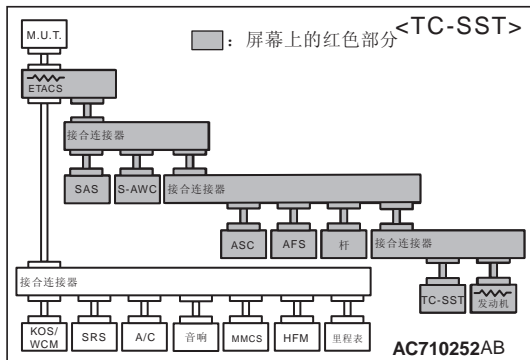 <TC-SST>
M.U.T.
: 屏幕上的红色部分
ETACS
接合连接器
SAS
S-AWC
接合连接器
ASC
AFS
杆
接合连接器
TC-SST
发动机
接合连接器
KOS/
WCM
SRS
A/C
音响
MMCS
HFM
里程表
AC710252AB